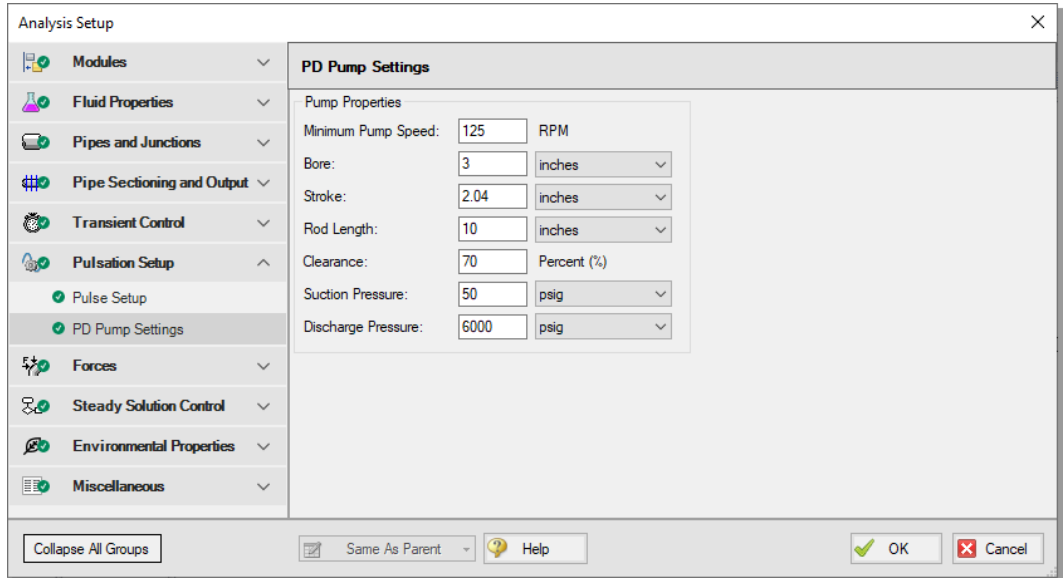 Analysis Setup
Modules
Fluid Properties
Pipes and Junctions
Pipe Sectioning and Output
Transient Control
Pulsation Setup
Pulse Setup
PD Pump Settings
Forces
Steady Solution Control
Environmental Properties
Miscellaneous
PD Pump Settings
Pump Properties
Minimum Pump Speed: 125 RPM
Bore: 3 inches
Stroke: 2.04 inches
Rod Length: 10 inches
Clearance: 70 Percent (%)
Suction Pressure: 50 psig
Discharge Pressure: 6000 psig
Collapse All Groups Same As Parent Help OK Cancel